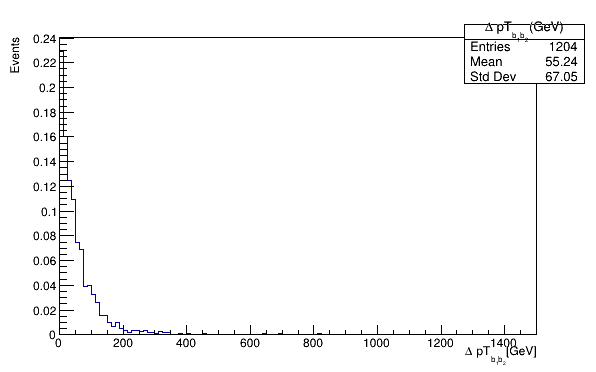 Δ pT_b₁b₂ (GeV)
Entries 1204
Mean 55.24
Std Dev 67.05
Events
0.24
0.22
0.2
0.18
0.16
0.14
0.12
0.1
0.08
0.06
0.04
0.02
0
0 200 400 600 800 1000 1200 1400
Δ pT_b₁b₂ [GeV]